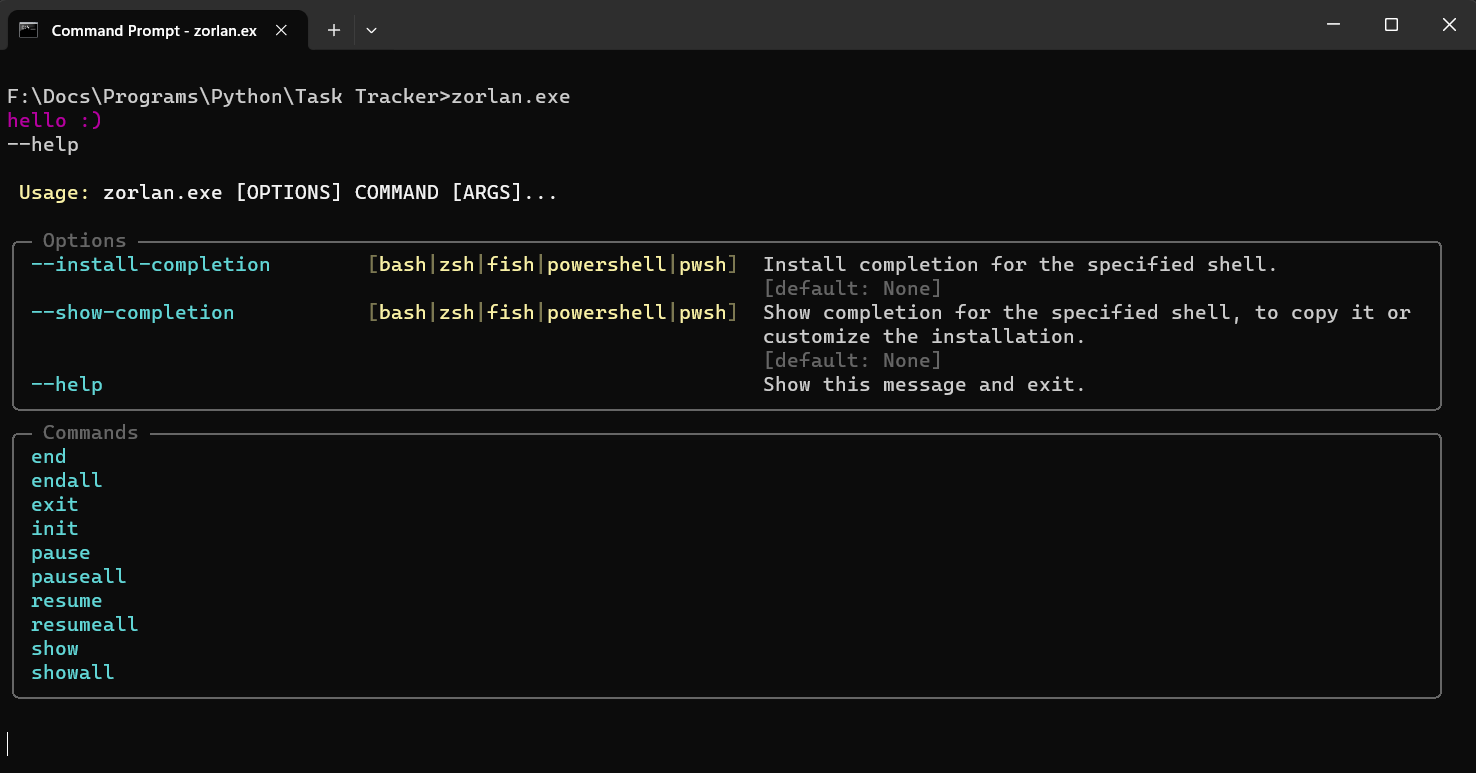 Command Prompt - zorlan.ex
F:\Docs\Programs\Python\Task Tracker>zorlan.exe
hello :)
--help
Usage: zorlan.exe [OPTIONS] COMMAND [ARGS]...
Options
--install-completion [bash|zsh|fish|powershell|pwsh] Install completion for the specified shell.
[default: None]
--show-completion [bash|zsh|fish|powershell|pwsh] Show completion for the specified shell, to copy it or
customize the installation.
[default: None]
--help Show this message and exit.
Commands
end
endall
exit
init
pause
pauseall
resume
resumeall
show
showall